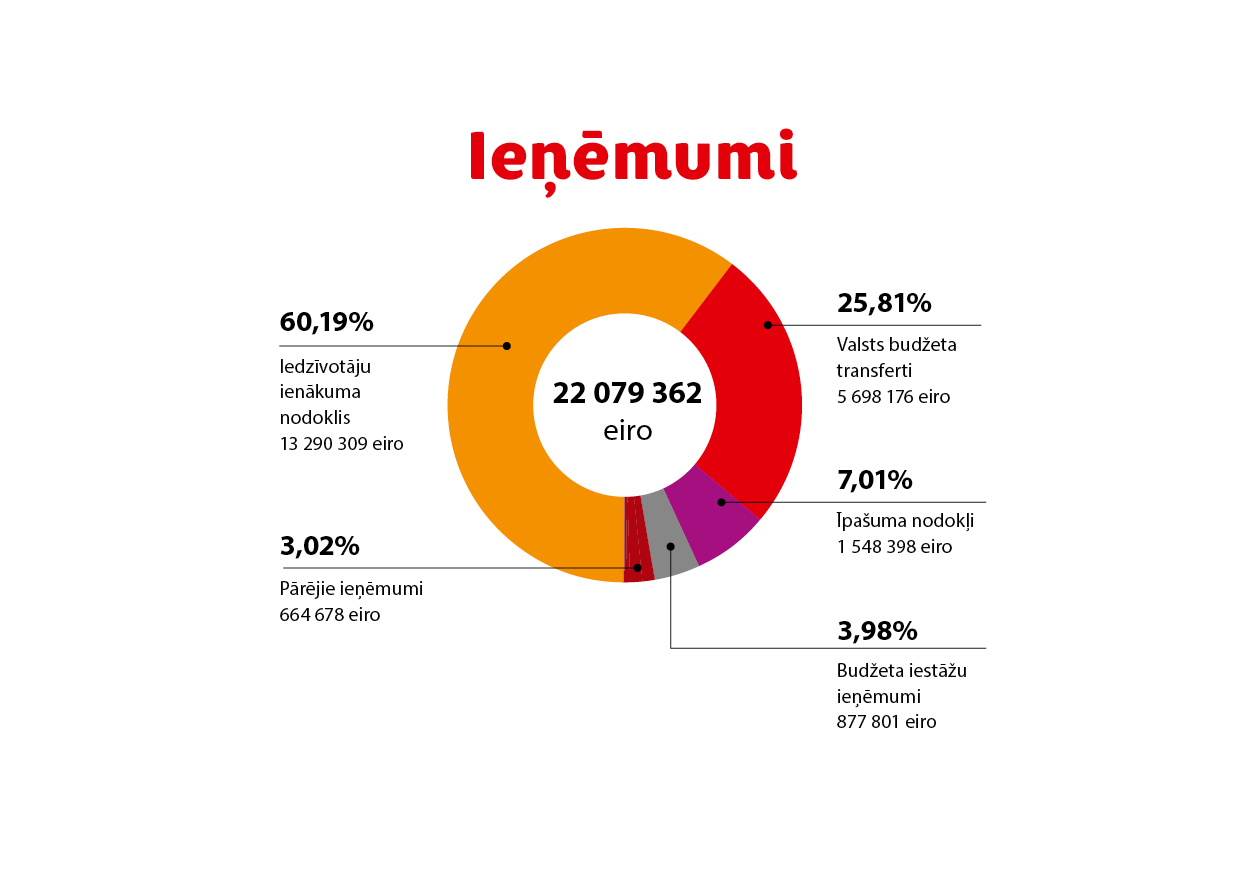 Ieņēmumi
60,19%
Iedzīvotāju
ienākuma
nodoklis
13 290 309 eiro
3,02%
Pārējie ieņēmumi
664 678 eiro
22 079 362
eiro
25,81%
Valsts budžeta
transferti
5 698 176 eiro
7,01%
Īpašuma nodokļi
1 548 398 eiro
3,98%
Budžeta iestāžu
ieņēmumi
877 801 eiro